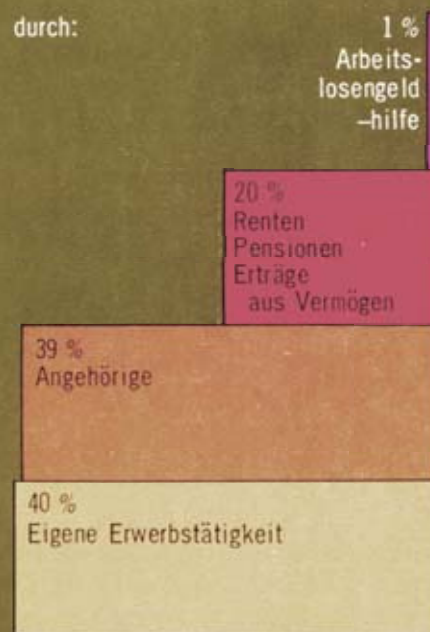 durch:
1 %
Arbeits-
losengeld
–hilfe
20 %
Renten
Pensionen
Erträge
aus Vermögen
39 %
Angehörige
40 %
Eigene Erwerbstätigkeit